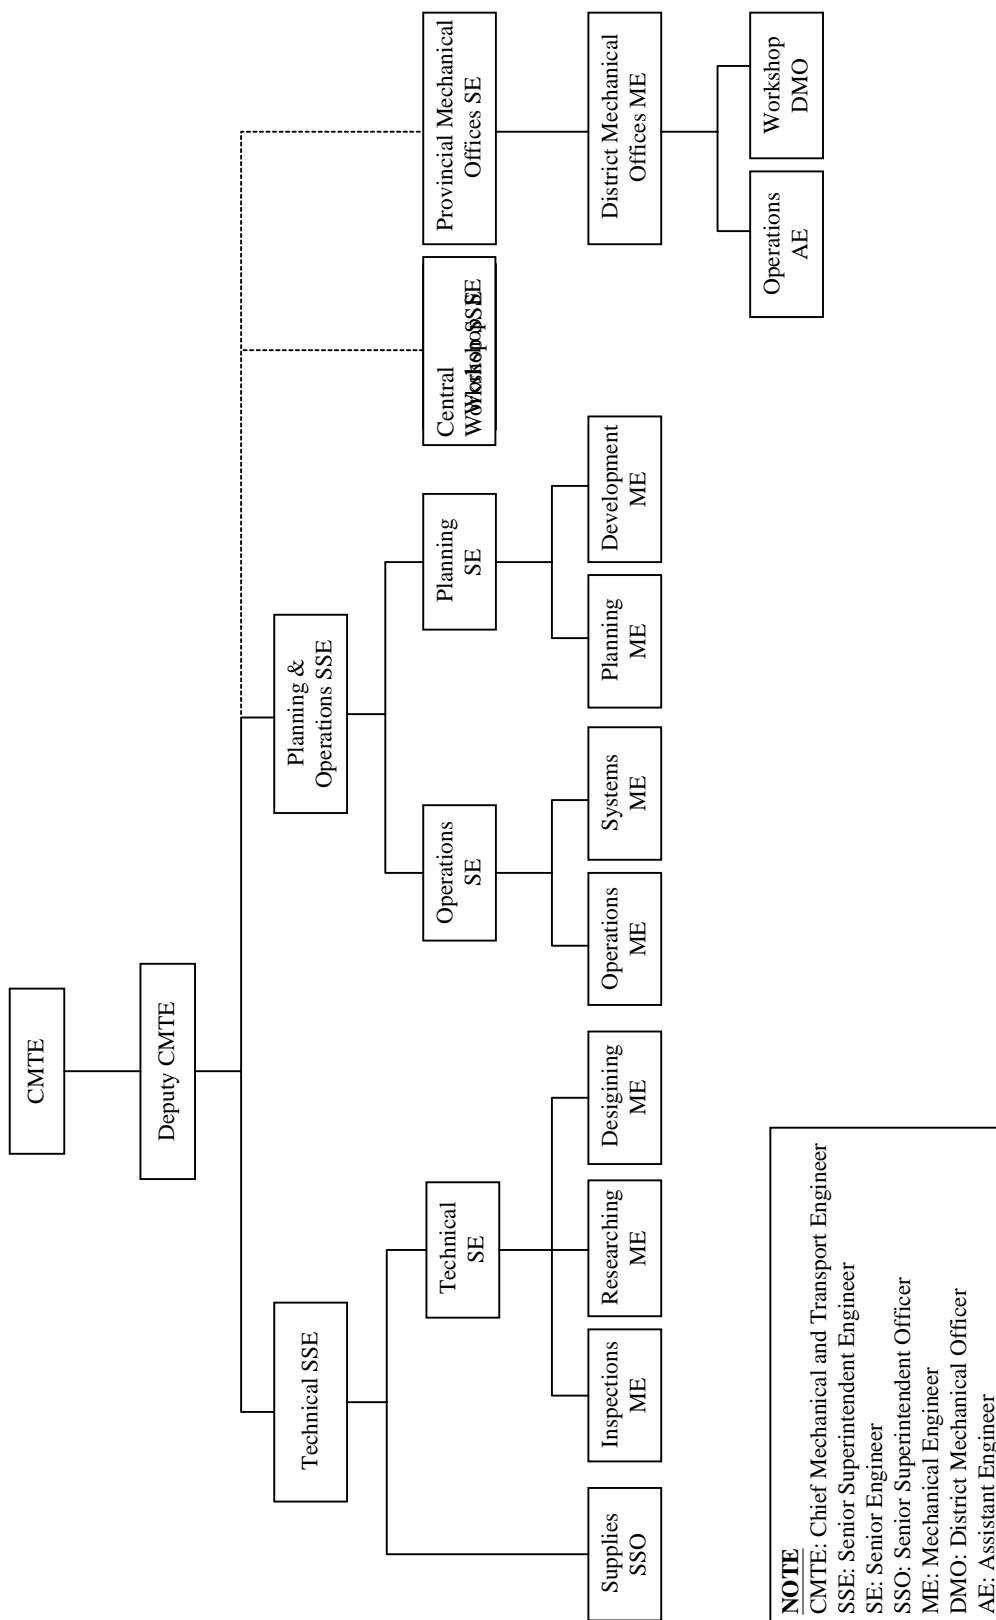 CMTE
Deputy CMTE
Technical SSE
Planning &
Operations SSE
Technical
SE
Operations
SE
Planning
SE
Central
Workshop
Provincial Mechanical
Offices SE
Supplies
SSO
Inspections
ME
Researching
ME
Desigining
ME
Operations
ME
Systems
ME
Planning
ME
Development
ME
District Mechanical
Offices ME
Operations
AE
Workshop
DMO
NOTE
CMTE: Chief Mechanical and Transport Engineer
SSE: Senior Superintendent Engineer
SE: Senior Engineer
SSO: Senior Superintendent Officer
ME: Mechanical Engineer
DMO: District Mechanical Officer
AE: Assistant Engineer